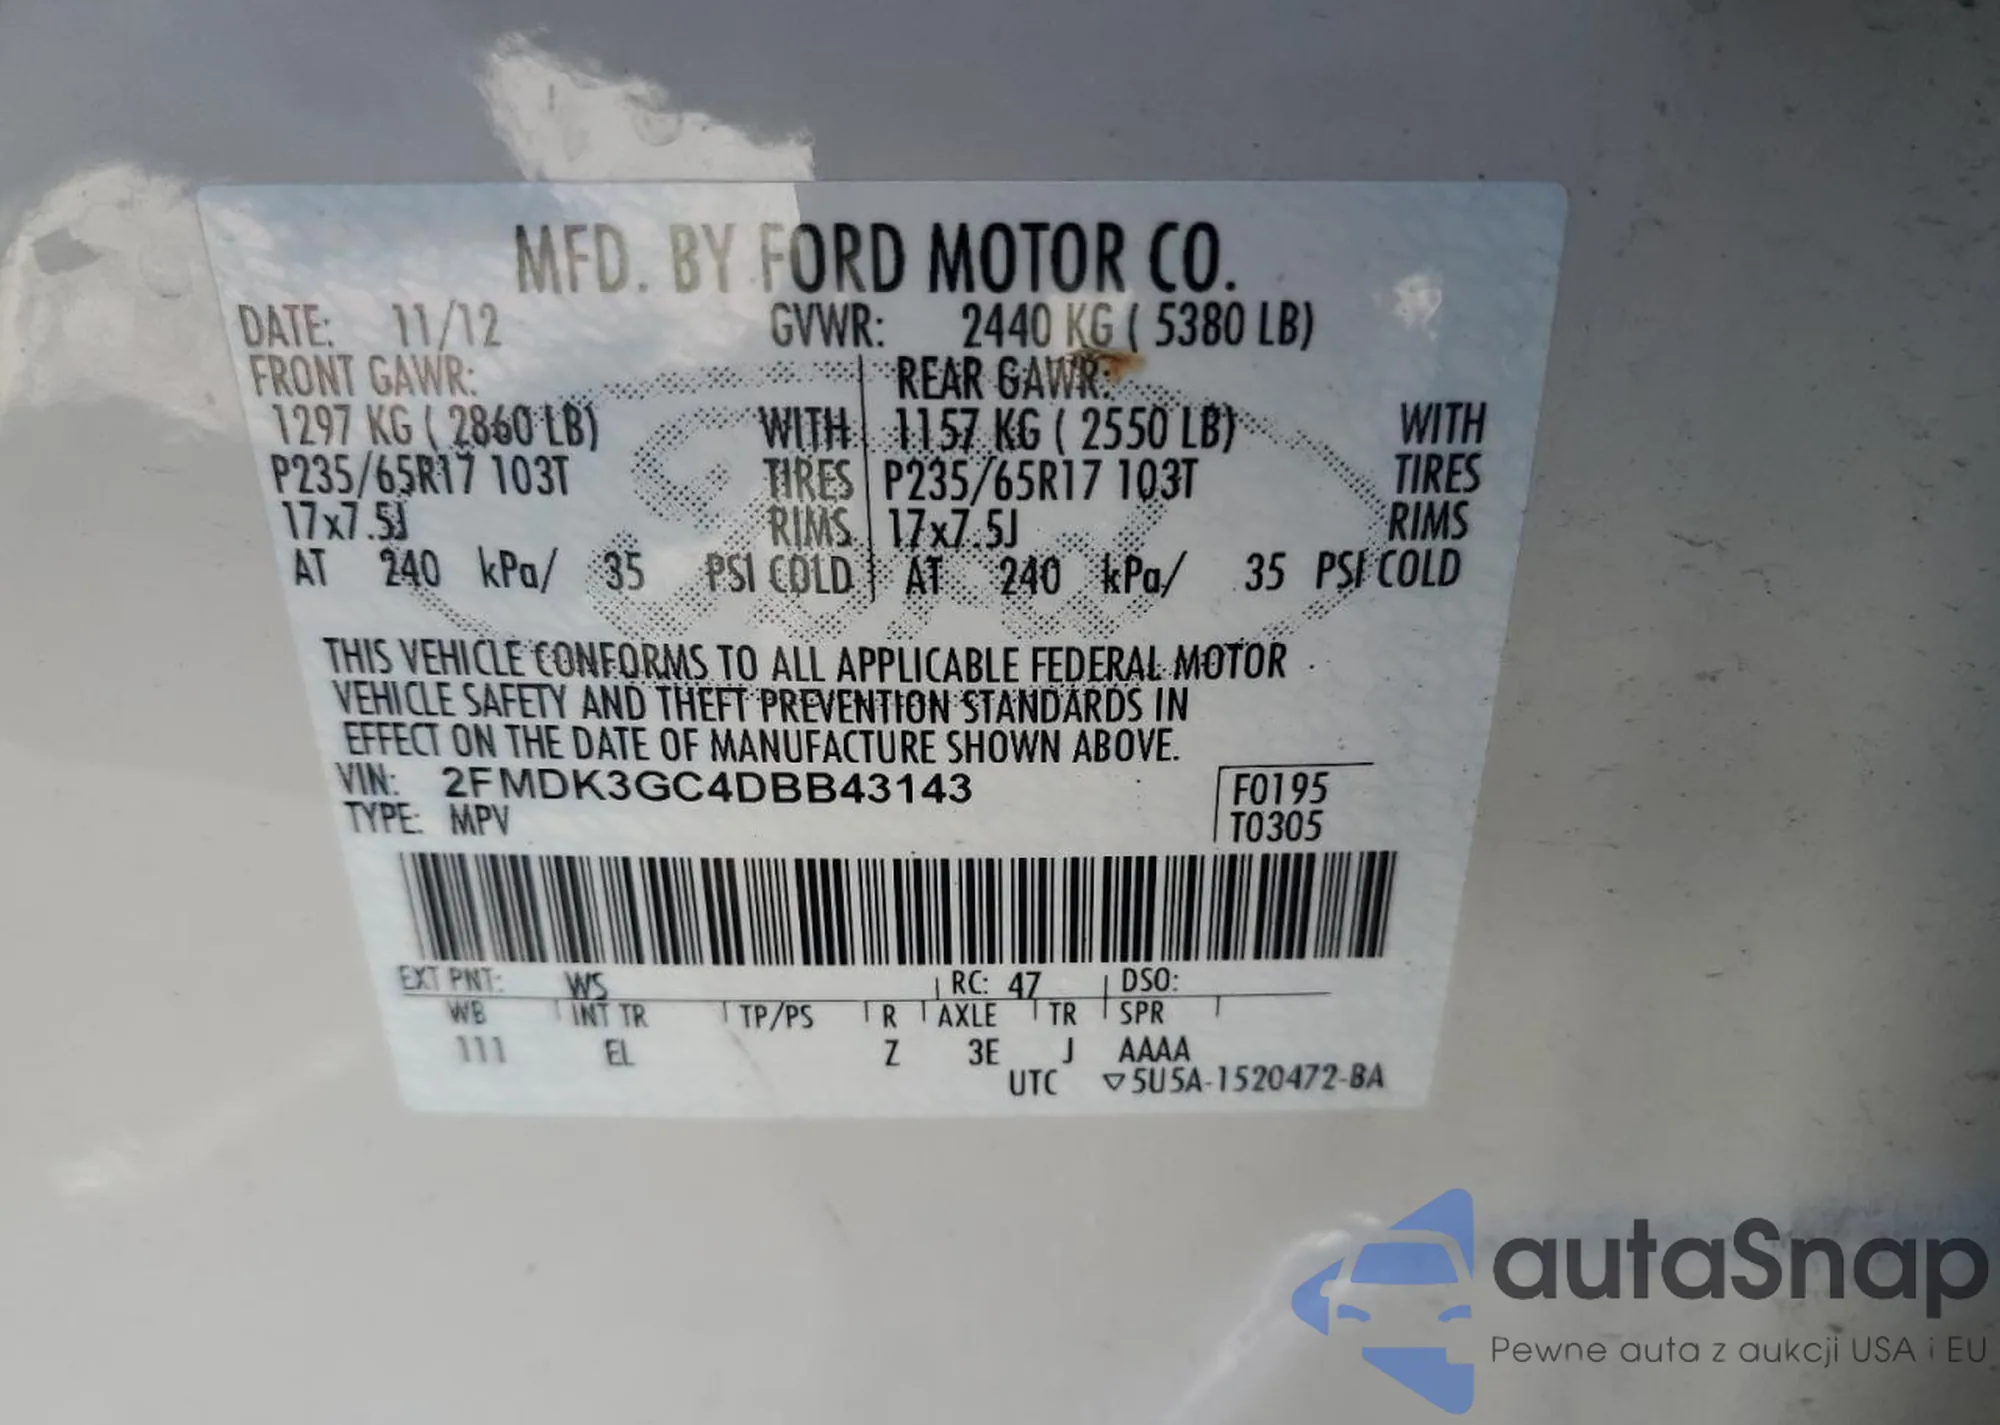 MFD. BY FORD MOTOR CO.
DATE: 11/12 GVWR: 2440 KG ( 5380 LB)
FRONT GAWR: REAR GAWR:
1297 KG ( 2860 LB) WITH 1157 KG ( 2550 LB) WITH
P235/65R17 103T TIRES P235/65R17 103T TIRES
17x7.5J RIMS 17x7.5J RIMS
AT 240 kPa/ 35 PSI COLD AT 240 kPa/ 35 PSI COLD
THIS VEHICLE CONFORMS TO ALL APPLICABLE FEDERAL MOTOR
VEHICLE SAFETY AND THEFT PREVENTION STANDARDS IN
EFFECT ON THE DATE OF MANUFACTURE SHOWN ABOVE.
VIN: 2FMDK3GC4DBB43143 F0195
TYPE: MPV T0305
EXT PNT: WS RC: 47 DSO:
WB INT TR TP/PS R AXLE TR SPR
111 EL Z 3E J AAAA
UTC ▽5U5A-1520472-BA
autaSnap
Pewne auta z aukcji USA i EU